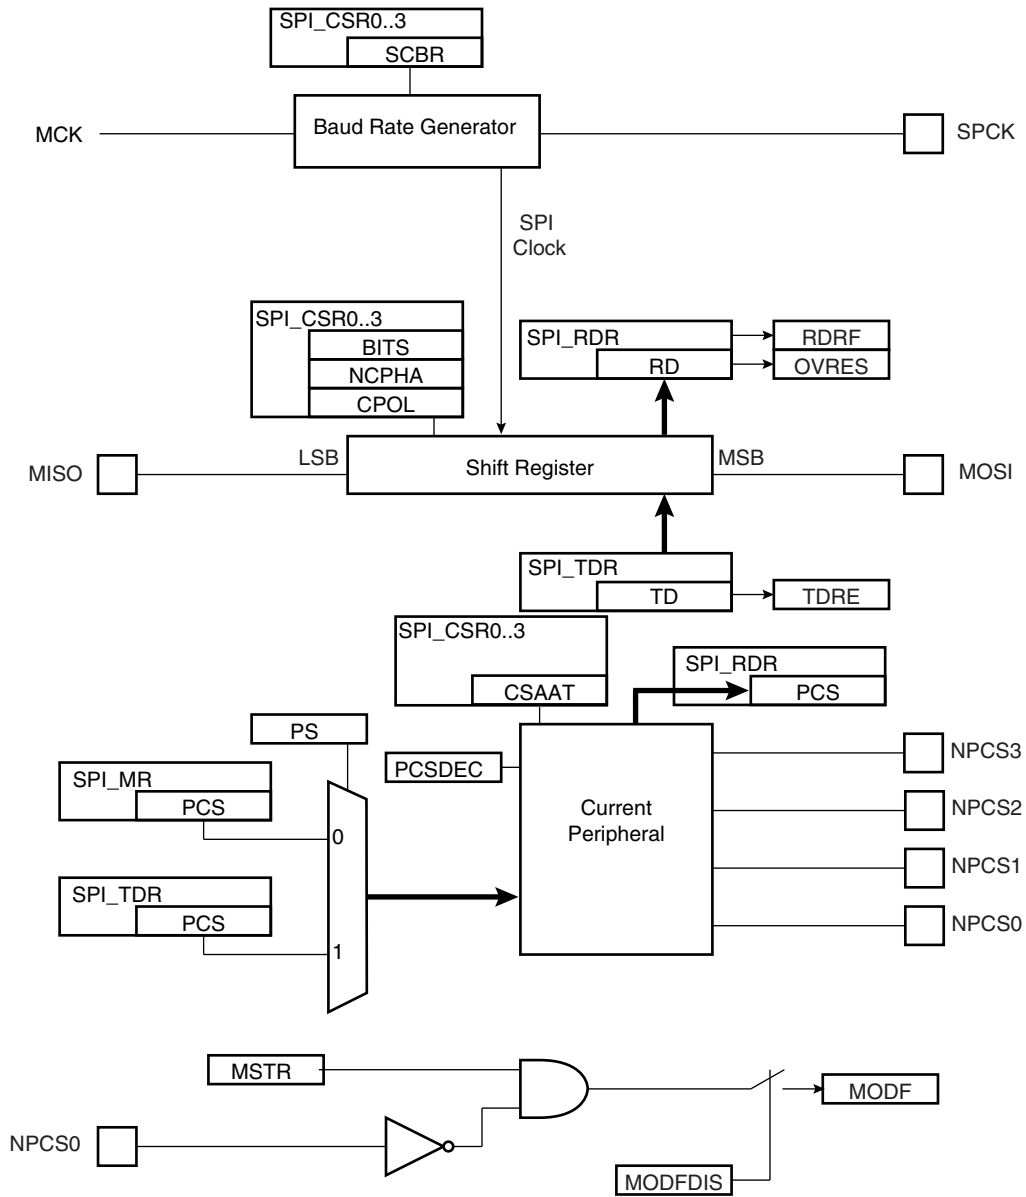 SPI_CSR0..3
SCBR
MCK
Baud Rate Generator
SPCK
SPI
Clock
SPI_CSR0..3
BITS
NCPHA
CPOL
SPI_RDR
RD
RDRF
OVRES
MISO
LSB
Shift Register
MSB
MOSI
SPI_TDR
TD
TDRE
SPI_CSR0..3
CSAAT
SPI_RDR
PCS
PS
PCSDEC
NPCS3
SPI_MR
PCS
0
Current
Peripheral
NPCS2
NPCS1
SPI_TDR
PCS
1
NPCS0
MSTR
MODF
NPCS0
MODFDIS